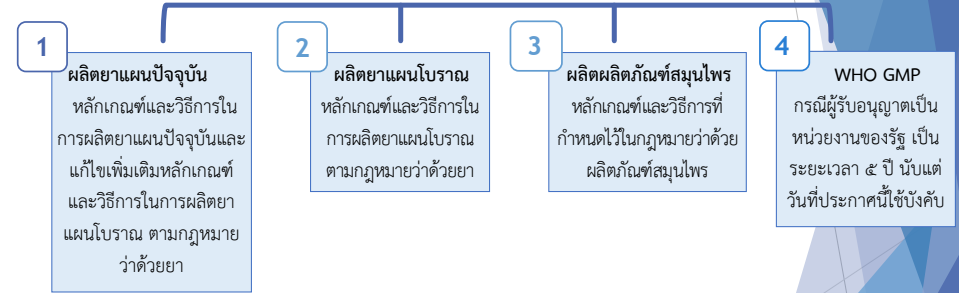 1
ผลิตยาแผนปัจจุบัน
หลักเกณฑ์และวิธีการใน
การผลิตยาแผนปัจจุบันและ
แก้ไขเพิ่มเติมหลักเกณฑ์
และวิธีการในการผลิตยา
แผนโบราณ ตามกฎหมาย
ว่าด้วยยา
2
ผลิตยาแผนโบราณ
หลักเกณฑ์และวิธีการใน
การผลิตยาแผนโบราณ
ตามกฎหมายว่าด้วยยา
3
ผลิตผลิตภัณฑ์สมุนไพร
หลักเกณฑ์และวิธีการที่
กำหนดไว้ในกฎหมายว่าด้วย
ผลิตภัณฑ์สมุนไพร
4
WHO GMP
กรณีผู้รับอนุญาตเป็น
หน่วยงานของรัฐ เป็น
ระยะเวลา ๕ ปี นับแต่
วันที่ประกาศนี้ใช้บังคับ